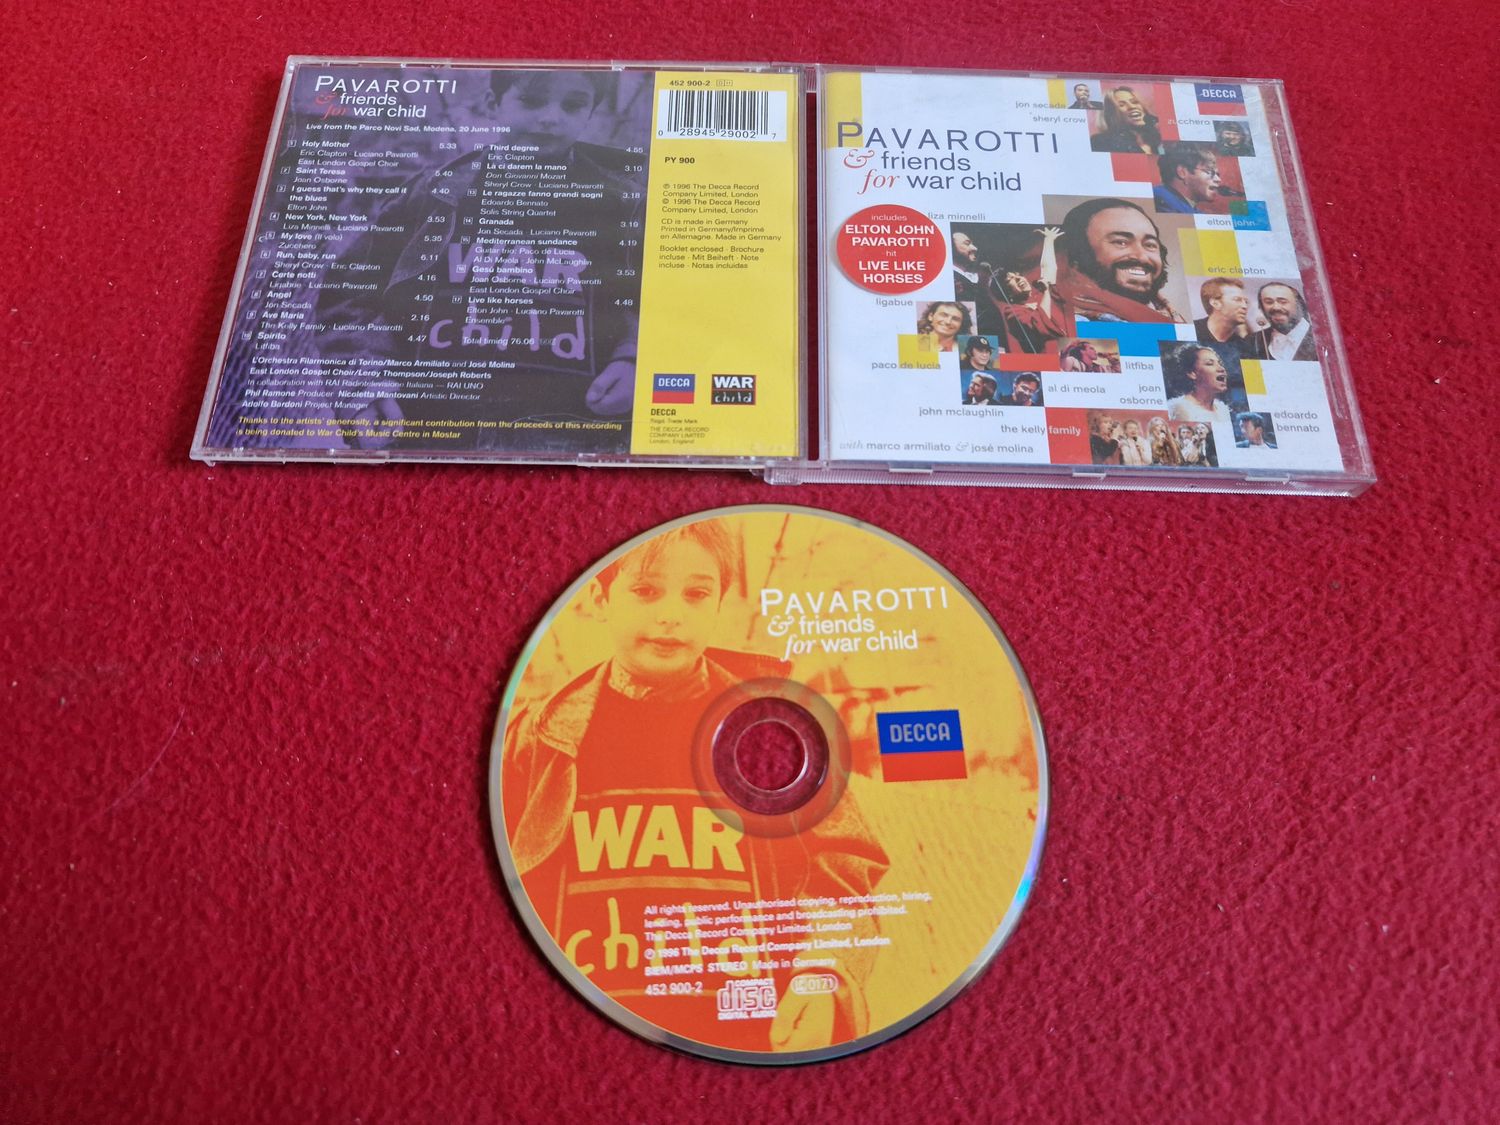 PAVAROTTI
& friends
for war child
Live from the Parco Novi Sad, Modena, 20 June 1996
1 Holy Mother 5.33
Eric Clapton · Luciano Pavarotti
East London Gospel Choir
2 Saint Teresa 5.40
Joan Osborne
3 I guess that's why they call it 4.40
the blues
Elton John
4 New York, New York 3.53
Liza Minnelli · Luciano Pavarotti
5 My love (Il volo) 5.35
Zucchero
6 Run, baby, run 6.11
Sheryl Crow · Eric Clapton
7 Certe notti 4.16
Ligabue · Luciano Pavarotti
8 Angel 4.50
Jon Secada
9 Ave Maria 2.16
The Kelly Family · Luciano Pavarotti
10 Spirito 4.47
Litfiba
11 Third degree 4.55
Eric Clapton
12 Là ci darem la mano 3.10
Don Giovanni Mozart
Sheryl Crow · Luciano Pavarotti
13 Le ragazze fanno grandi sogni 3.18
Edoardo Bennato
Solis String Quartet
14 Granada 3.19
Jon Secada · Luciano Pavarotti
15 Mediterranean sundance 4.19
Guitar trio: Paco de Lucia
Al Di Meola · John McLaughlin
16 Gesù bambino 3.53
Joan Osborne · Luciano Pavarotti
East London Gospel Choir
17 Live like horses 4.48
Elton John · Luciano Pavarotti
Ensemble
Total timing 76.06
L'Orchestra Filarmonica di Torino/Marco Armiliato and José Molina
East London Gospel Choir/Leroy Thompson/Joseph Roberts
In collaboration with RAI Radiotelevisione Italiana — RAI UNO
Phil Ramone Producer Nicoletta Mantovani Artistic Director
Adolfo Bardoni Project Manager
Thanks to the artists' generosity, a significant contribution from the proceeds of this recording
is being donated to War Child's Music Centre in Mostar
WAR
child
452 900-2
0 28945 29002 7
PY 900
℗ 1996 The Decca Record
Company Limited, London
© 1996 The Decca Record
Company Limited, London
CD is made in Germany
Printed in Germany/Imprimé
en Allemagne. Made in Germany
Booklet enclosed · Brochure
incluse · Mit Beiheft · Note
incluse · Notas incluidas
DECCA
WAR
child
DECCA
Regd. Trade Mark
THE DECCA RECORD
COMPANY LIMITED
London, England
DECCA
jon secada
sheryl crow
zucchero
PAVAROTTI
& friends
for war child
liza minnelli
elton john
includes
ELTON JOHN
PAVAROTTI
hit
LIVE LIKE
HORSES
eric clapton
ligabue
paco de lucia
litfiba
al di meola
joan
osborne
john mclaughlin
edoardo
bennato
the kelly family
with marco armiliato & josé molina
PAVAROTTI
& friends
for war child
DECCA
WAR
child
All rights reserved. Unauthorised copying, reproduction, hiring,
lending, public performance and broadcasting prohibited.
The Decca Record Company Limited, London
℗ 1996 The Decca Record Company Limited, London
BIEM/MCPS STEREO Made in Germany
452 900-2
COMPACT
disc
DIGITAL AUDIO
LC 0171